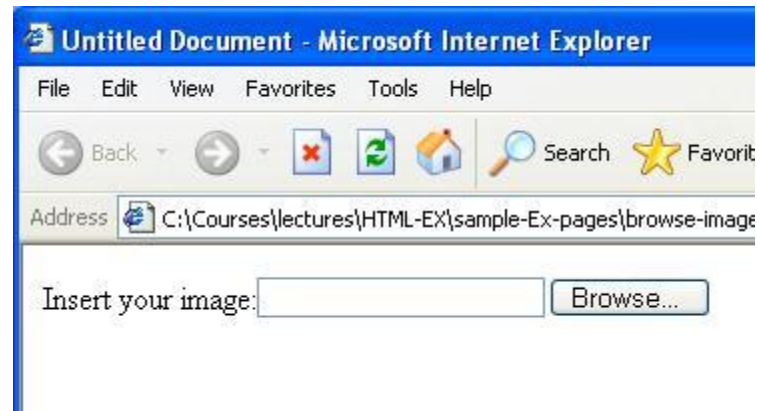 Untitled Document - Microsoft Internet Explorer
File Edit View Favorites Tools Help
Back Search Favorit
Address C:\Courses\lectures\HTML-EX\sample-Ex-pages\browse-image
Insert your image: Browse...